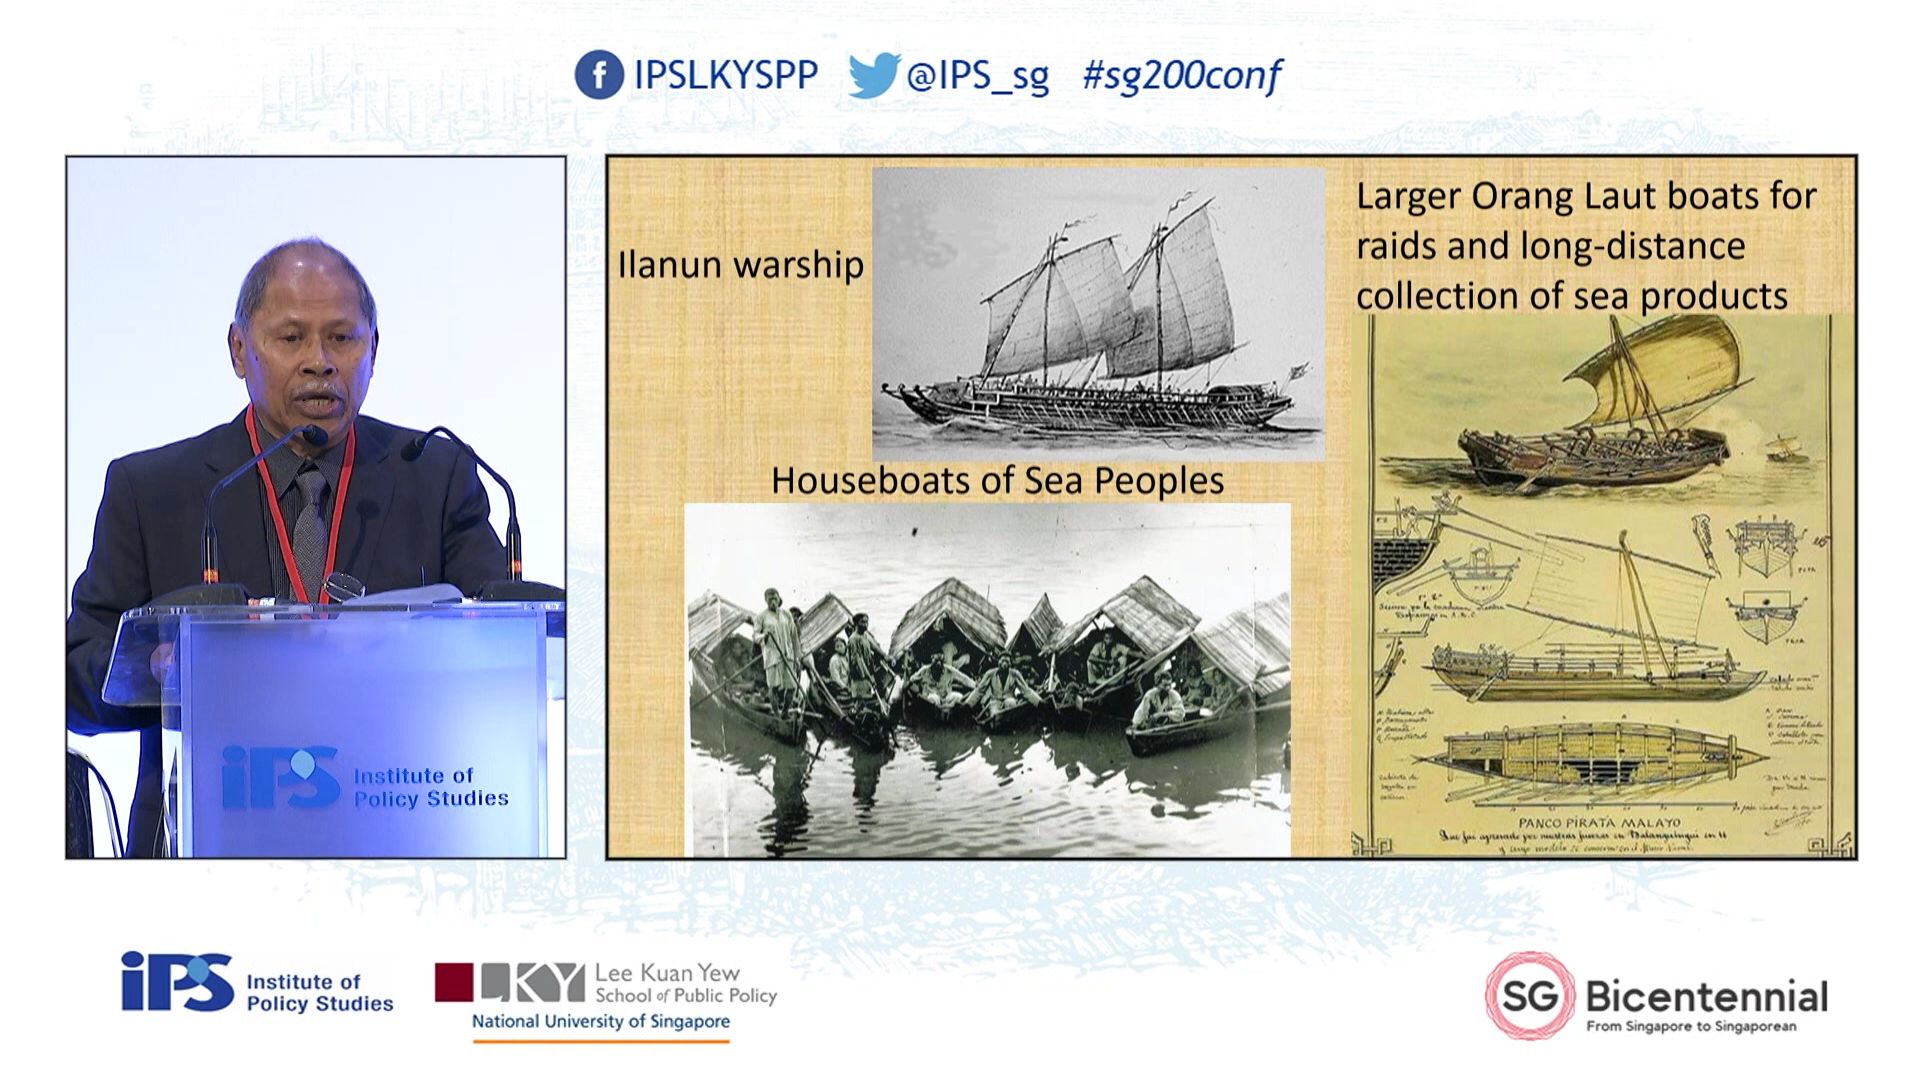 IPSLKYSPP @IPS_sg #sg200conf
Ilanun warship
Larger Orang Laut boats for
raids and long-distance
collection of sea products
Houseboats of Sea Peoples
PANCO PIRATA MALAYO
iPS Institute of
Policy Studies
iPS Institute of
Policy Studies
LKY Lee Kuan Yew
School of Public Policy
National University of Singapore
SG Bicentennial
From Singapore to Singaporean